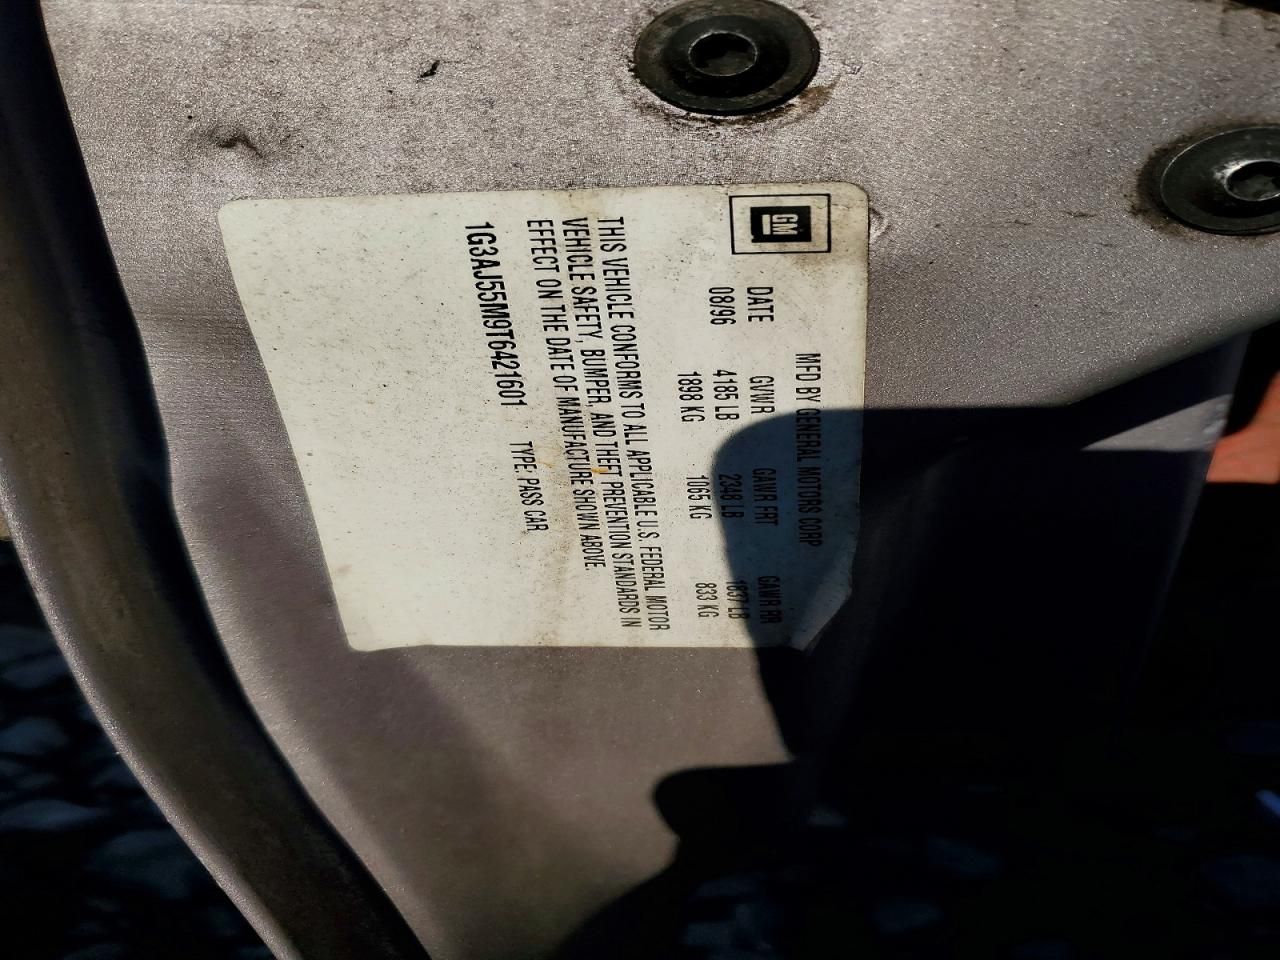 GM
MFD BY GENERAL MOTORS CORP
DATE GVWR GAWR FRT GAWR RR
08/96 4185 LB 2348 LB 1837 LB
1898 KG 1065 KG 833 KG
THIS VEHICLE CONFORMS TO ALL APPLICABLE U.S. FEDERAL MOTOR
VEHICLE SAFETY, BUMPER, AND THEFT PREVENTION STANDARDS IN
EFFECT ON THE DATE OF MANUFACTURE SHOWN ABOVE.
1G3AJ55M9T6421601 TYPE: PASS CAR